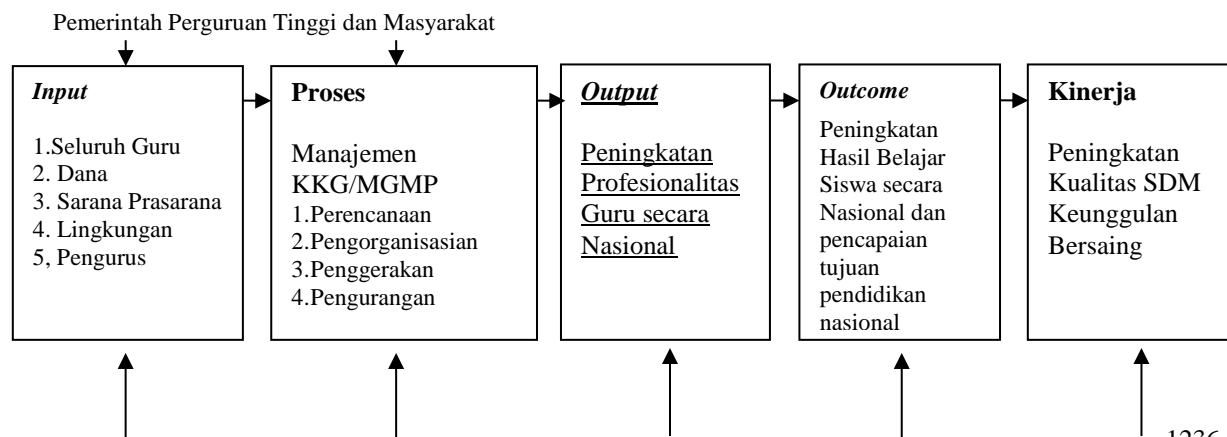 Pemerintah Perguruan Tinggi dan Masyarakat
Input
1.Seluruh Guru
2. Dana
3. Sarana Prasarana
4. Lingkungan
5, Pengurus
Proses
Manajemen
KKG/MGMP
1.Perencanaan
2.Pengorganisasian
3.Penggerakan
4.Pengurangan
Output
Peningkatan
Profesionalitas
Guru secara
Nasional
Outcome
Peningkatan
Hasil Belajar
Siswa secara
Nasional dan
pencapaian
tujuan
pendidikan
nasional
Kinerja
Peningkatan
Kualitas SDM
Keunggulan
Bersaing